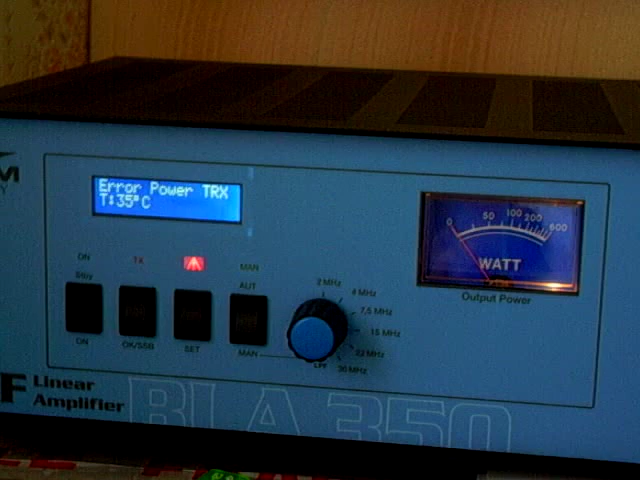 M
Error Power TRX
T:35°C
0 50 100 200 600
WATT
Output Power
ON TX MAN
Stby AUT
ON OK/SSB SET MAN
2 MHz
4 MHz
7,5 MHz
15 MHz
22 MHz
30 MHz
LPF
F Linear
Amplifier
BLA 350